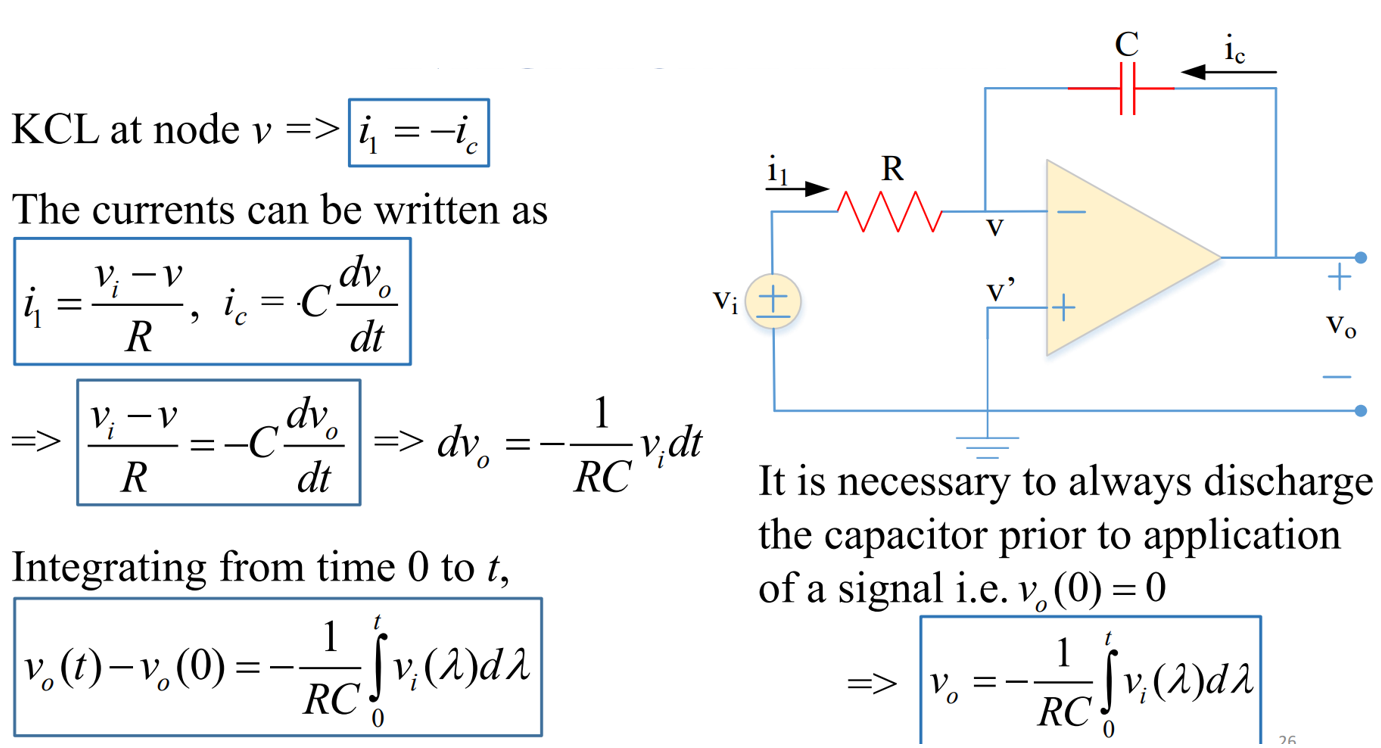 KCL at node v => i₁ = −i_c
The currents can be written as
i₁ = (v_i − v)/R, i_c = -C dv_o/dt
=> (v_i − v)/R = −C dv_o/dt => dv_o = −(1/RC) v_i dt
Integrating from time 0 to t,
v_o(t) − v_o(0) = −(1/RC) ∫₀ᵗ v_i(λ)dλ
C
i_c
i₁
R
v
v’
v_i
+
−
−
+
+
v_o
−
It is necessary to always discharge
the capacitor prior to application
of a signal i.e. v_o(0) = 0
=> v_o = −(1/RC) ∫₀ᵗ v_i(λ)dλ
26